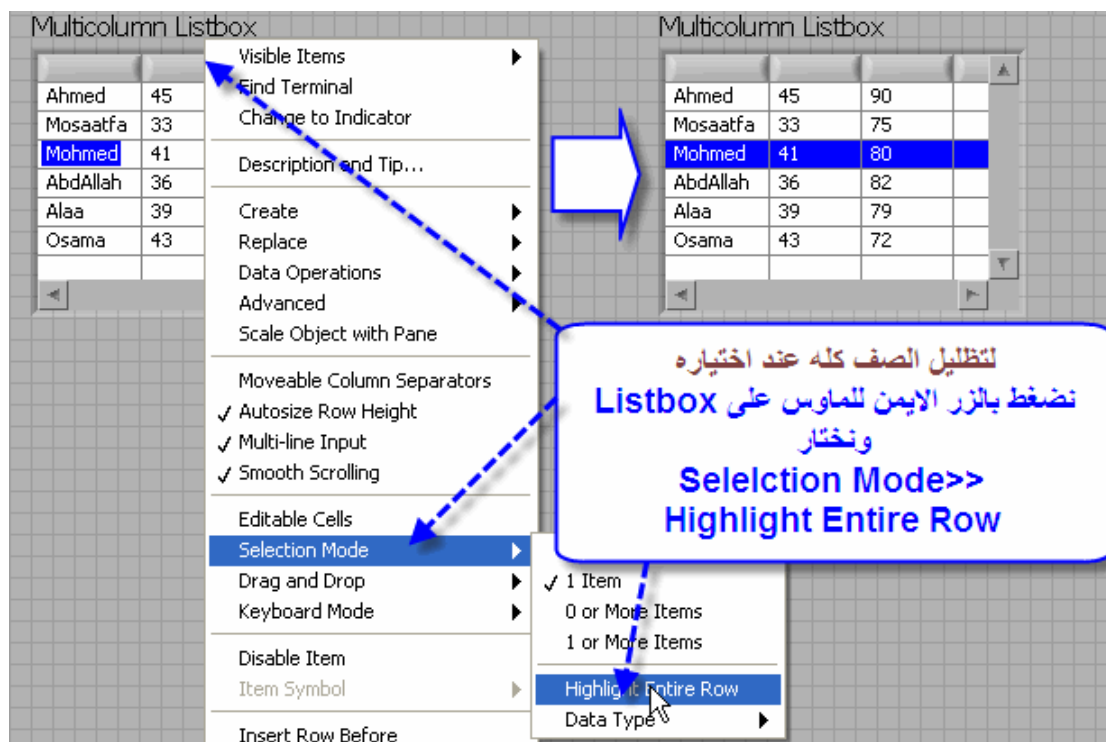 Multicolumn Listbox
Ahmed 45
Mosaatfa 33
Mohmed 41
AbdAllah 36
Alaa 39
Osama 43
Visible Items
Find Terminal
Change to Indicator
Description and Tip...
Create
Replace
Data Operations
Advanced
Scale Object with Pane
Moveable Column Separators
✓ Autosize Row Height
✓ Multi-line Input
✓ Smooth Scrolling
Editable Cells
Selection Mode
Drag and Drop
Keyboard Mode
Disable Item
Item Symbol
Insert Row Before
✓ 1 Item
0 or More Items
1 or More Items
Highlight Entire Row
Data Type
Multicolumn Listbox
Ahmed 45 90
Mosaatfa 33 75
Mohmed 41 80
AbdAllah 36 82
Alaa 39 79
Osama 43 72
لتظليل الصف كله عند اختياره
نضغط بالزر الايمن للماوس على Listbox
ونختار
Selelction Mode>>
Highlight Entire Row